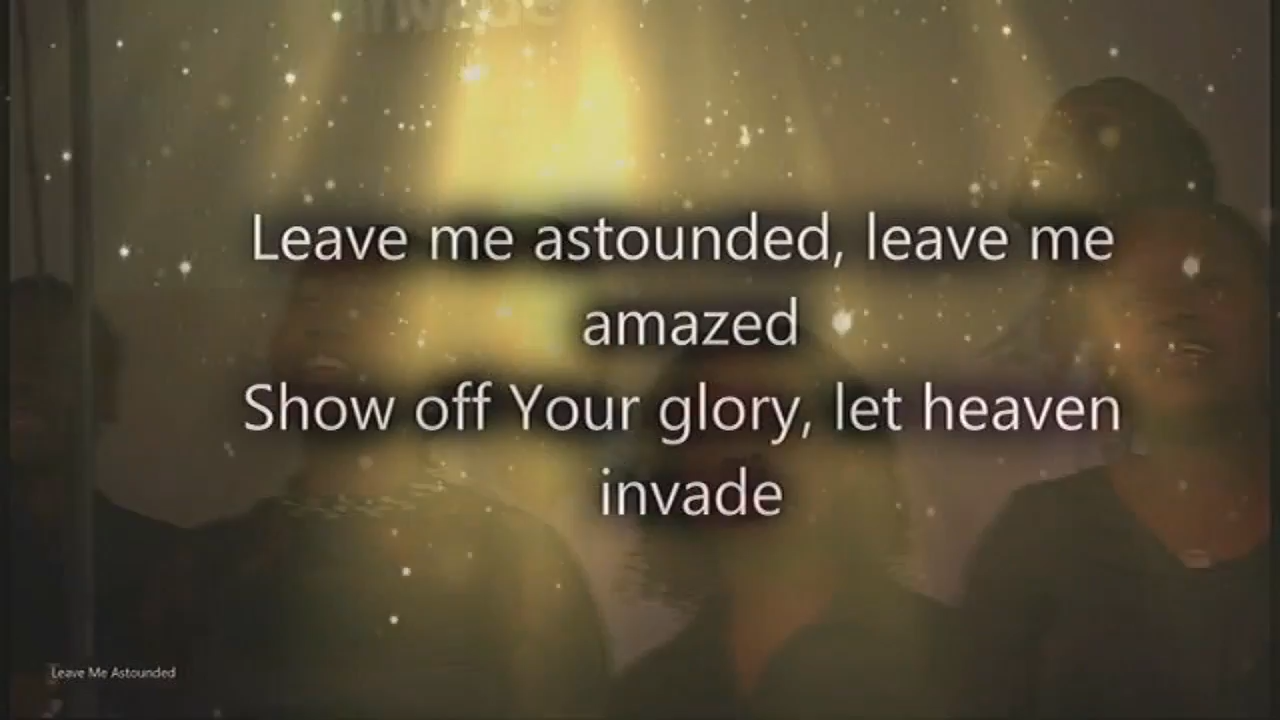 Leave me astounded, leave me
amazed
Show off Your glory, let heaven
invade
Leave Me Astounded